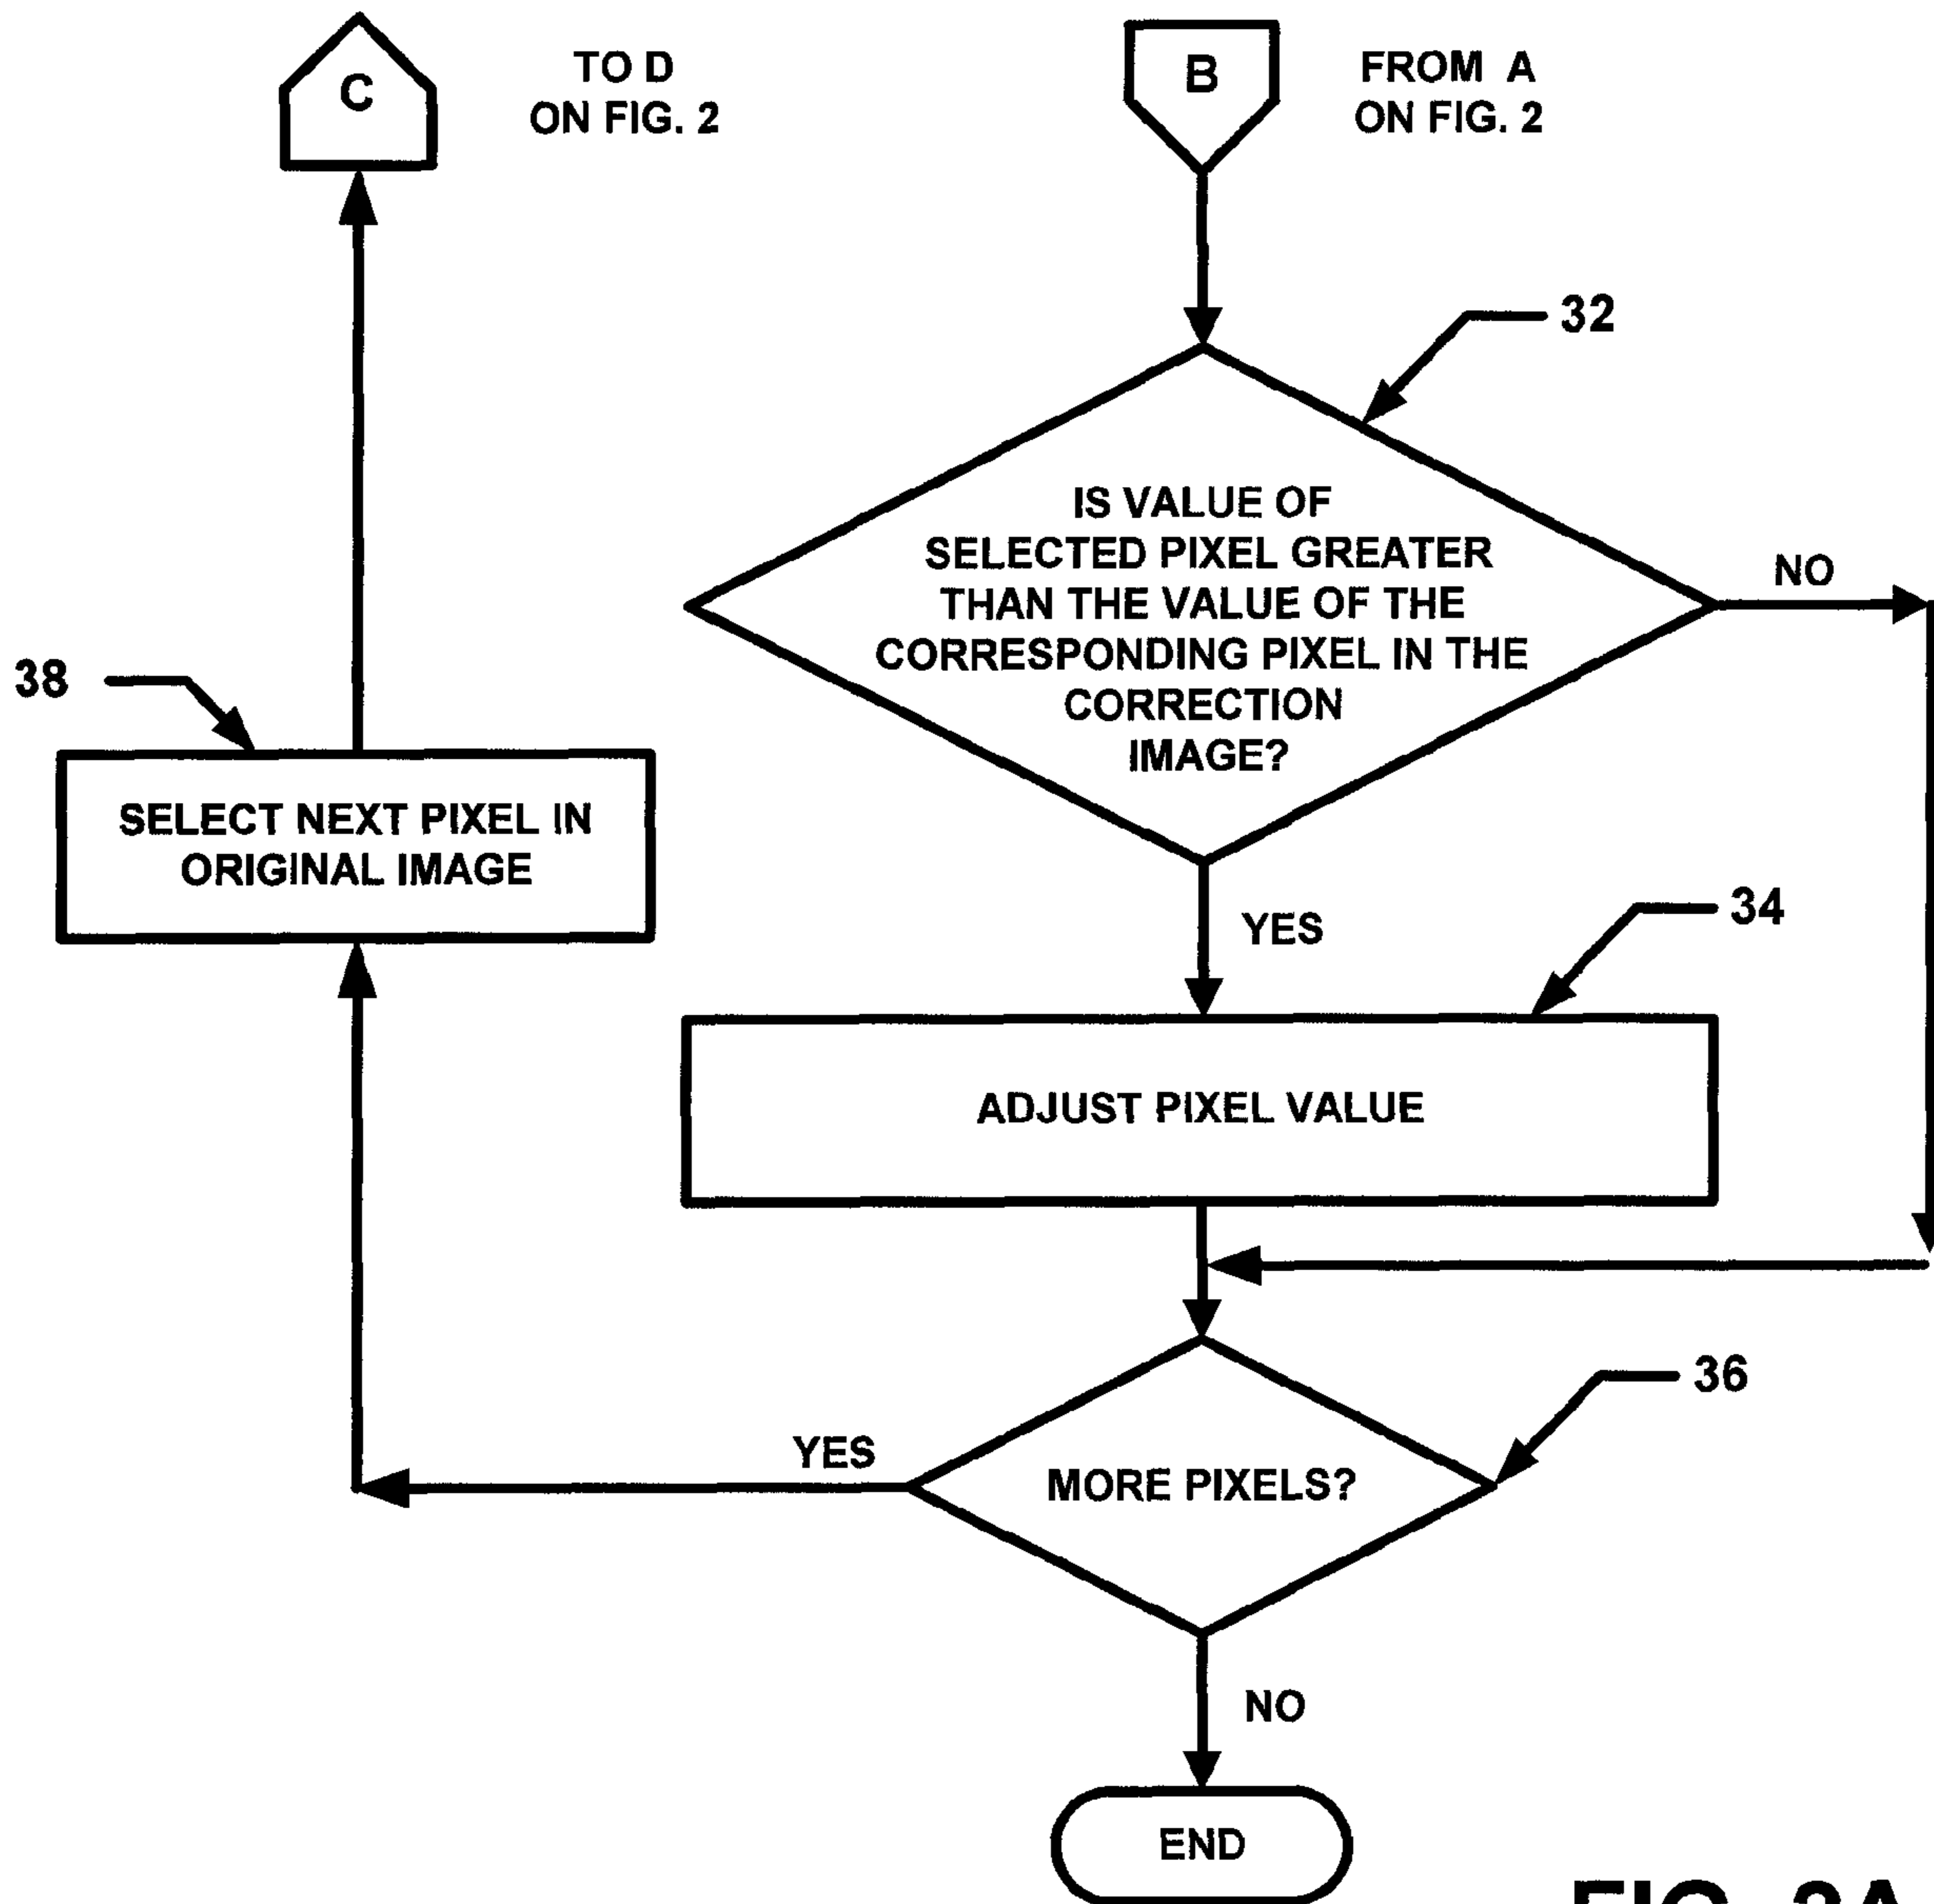 C
TO D
ON FIG. 2
B
FROM A
ON FIG. 2
32
IS VALUE OF
SELECTED PIXEL GREATER
THAN THE VALUE OF THE
CORRESPONDING PIXEL IN THE
CORRECTION
IMAGE?
NO
38
SELECT NEXT PIXEL IN
ORIGINAL IMAGE
YES
34
ADJUST PIXEL VALUE
36
YES
MORE PIXELS?
NO
END